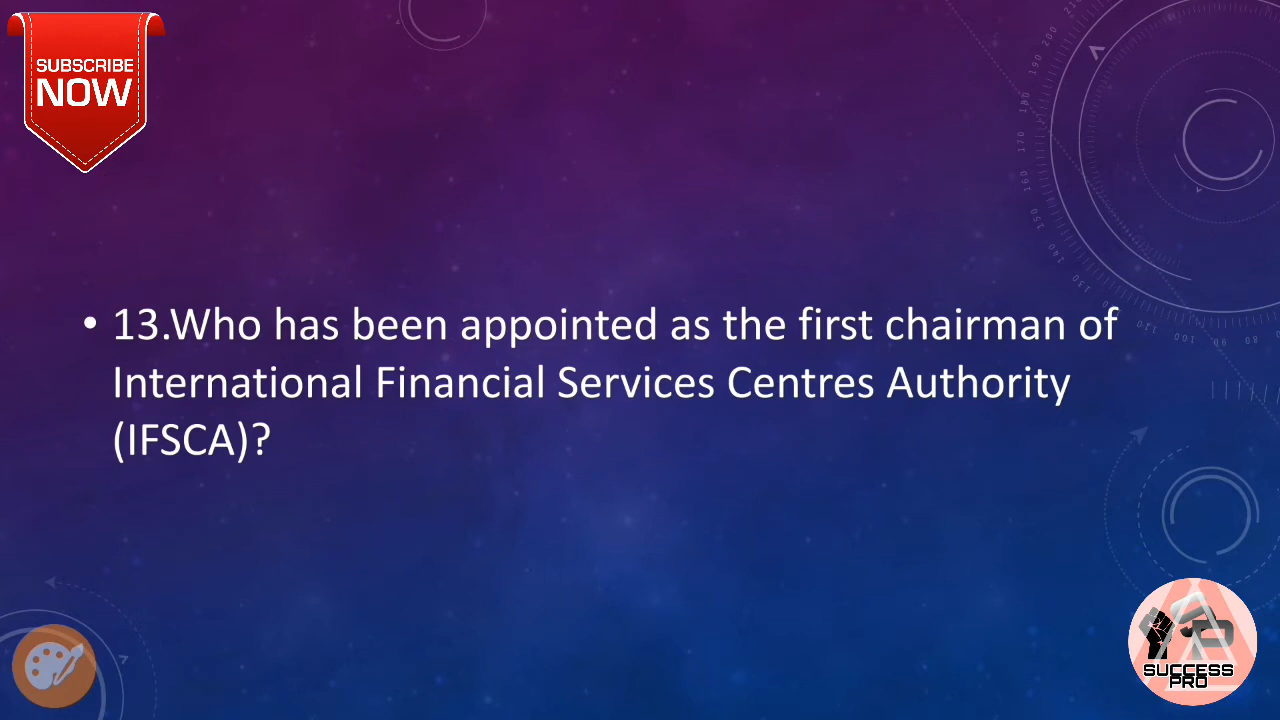 SUBSCRIBE
NOW
• 13.Who has been appointed as the first chairman of
International Financial Services Centres Authority
(IFSCA)?
SUCCESS
PRO